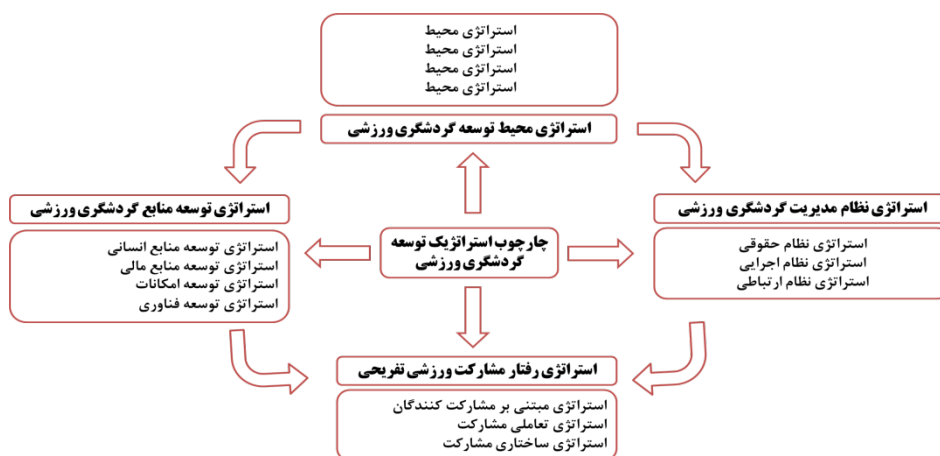 استراتژی محیط
استراتژی محیط
استراتژی محیط
استراتژی محیط
استراتژی محیط توسعه گردشگری ورزشی
استراتژی نظام مدیریت گردشگری ورزشی
استراتژی نظام حقوقی
استراتژی نظام اجرایی
استراتژی نظام ارتباطی
چارچوب استراتژیک توسعه
گردشگری ورزشی
استراتژی توسعه منابع گردشگری ورزشی
استراتژی توسعه منابع انسانی
استراتژی توسعه منابع مالی
استراتژی توسعه امکانات
استراتژی توسعه فناوری
استراتژی رفتار مشارکت ورزشی تفریحی
استراتژی مبتنی بر مشارکت کنندگان
استراتژی تعاملی مشارکت
استراتژی ساختاری مشارکت